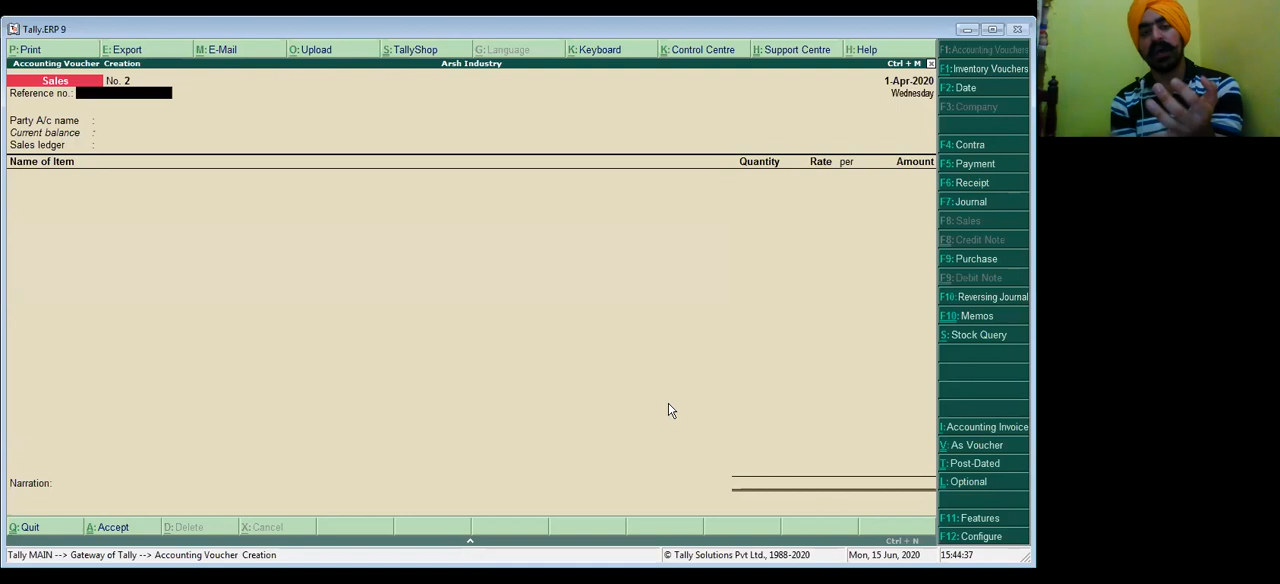 Tally.ERP 9
P: Print E: Export M: E-Mail O: Upload S: TallyShop G: Language K: Keyboard K: Control Centre H: Support Centre H: Help
Accounting Voucher Creation Arsh Industry Ctrl + M
Sales No. 2 1-Apr-2020
Reference no.: Wednesday
Party A/c name :
Current balance :
Sales ledger :
Name of Item Quantity Rate per Amount
Narration:
F1: Accounting Vouchers
F1: Inventory Vouchers
F2: Date
F3: Company
F4: Contra
F5: Payment
F6: Receipt
F7: Journal
F8: Sales
F8: Credit Note
F9: Purchase
F9: Debit Note
F10: Reversing Journal
F10: Memos
S: Stock Query
I: Accounting Invoice
V: As Voucher
T: Post-Dated
L: Optional
F11: Features
F12: Configure
Q: Quit A: Accept D: Delete X: Cancel
Ctrl + N
Tally MAIN --> Gateway of Tally --> Accounting Voucher Creation © Tally Solutions Pvt Ltd., 1988-2020 Mon, 15 Jun, 2020 15:44:37